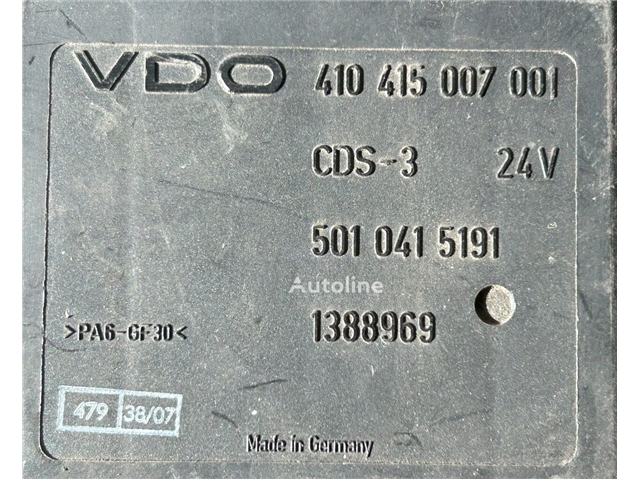 VDO 410 415 007 001
CDS-3 24V
501 041 5191
Autoline
>PA6-GF30< 1388969
479 38/07
Made in Germany